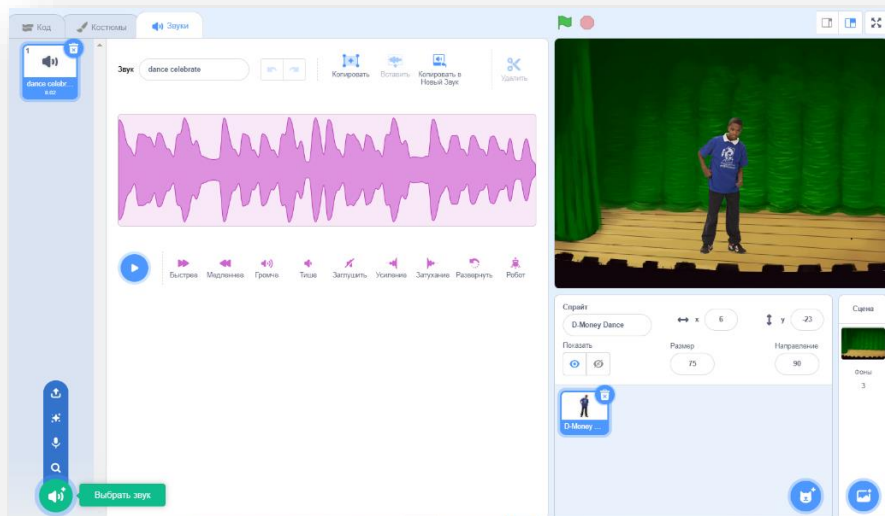 Код
Костюмы
Звуки
1
dance celebr...
8.62
Звук
dance celebrate
Копировать
Вставить
Копировать в Новый Звук
Удалить
Быстрее
Медленнее
Громче
Тише
Заглушить
Усиление
Затухание
Развернуть
Робот
Выбрать звук
Спрайт
D-Money Dance
x
6
y
-23
Показать
Размер
75
Направление
90
D-Money ...
Сцена
Фоны
3